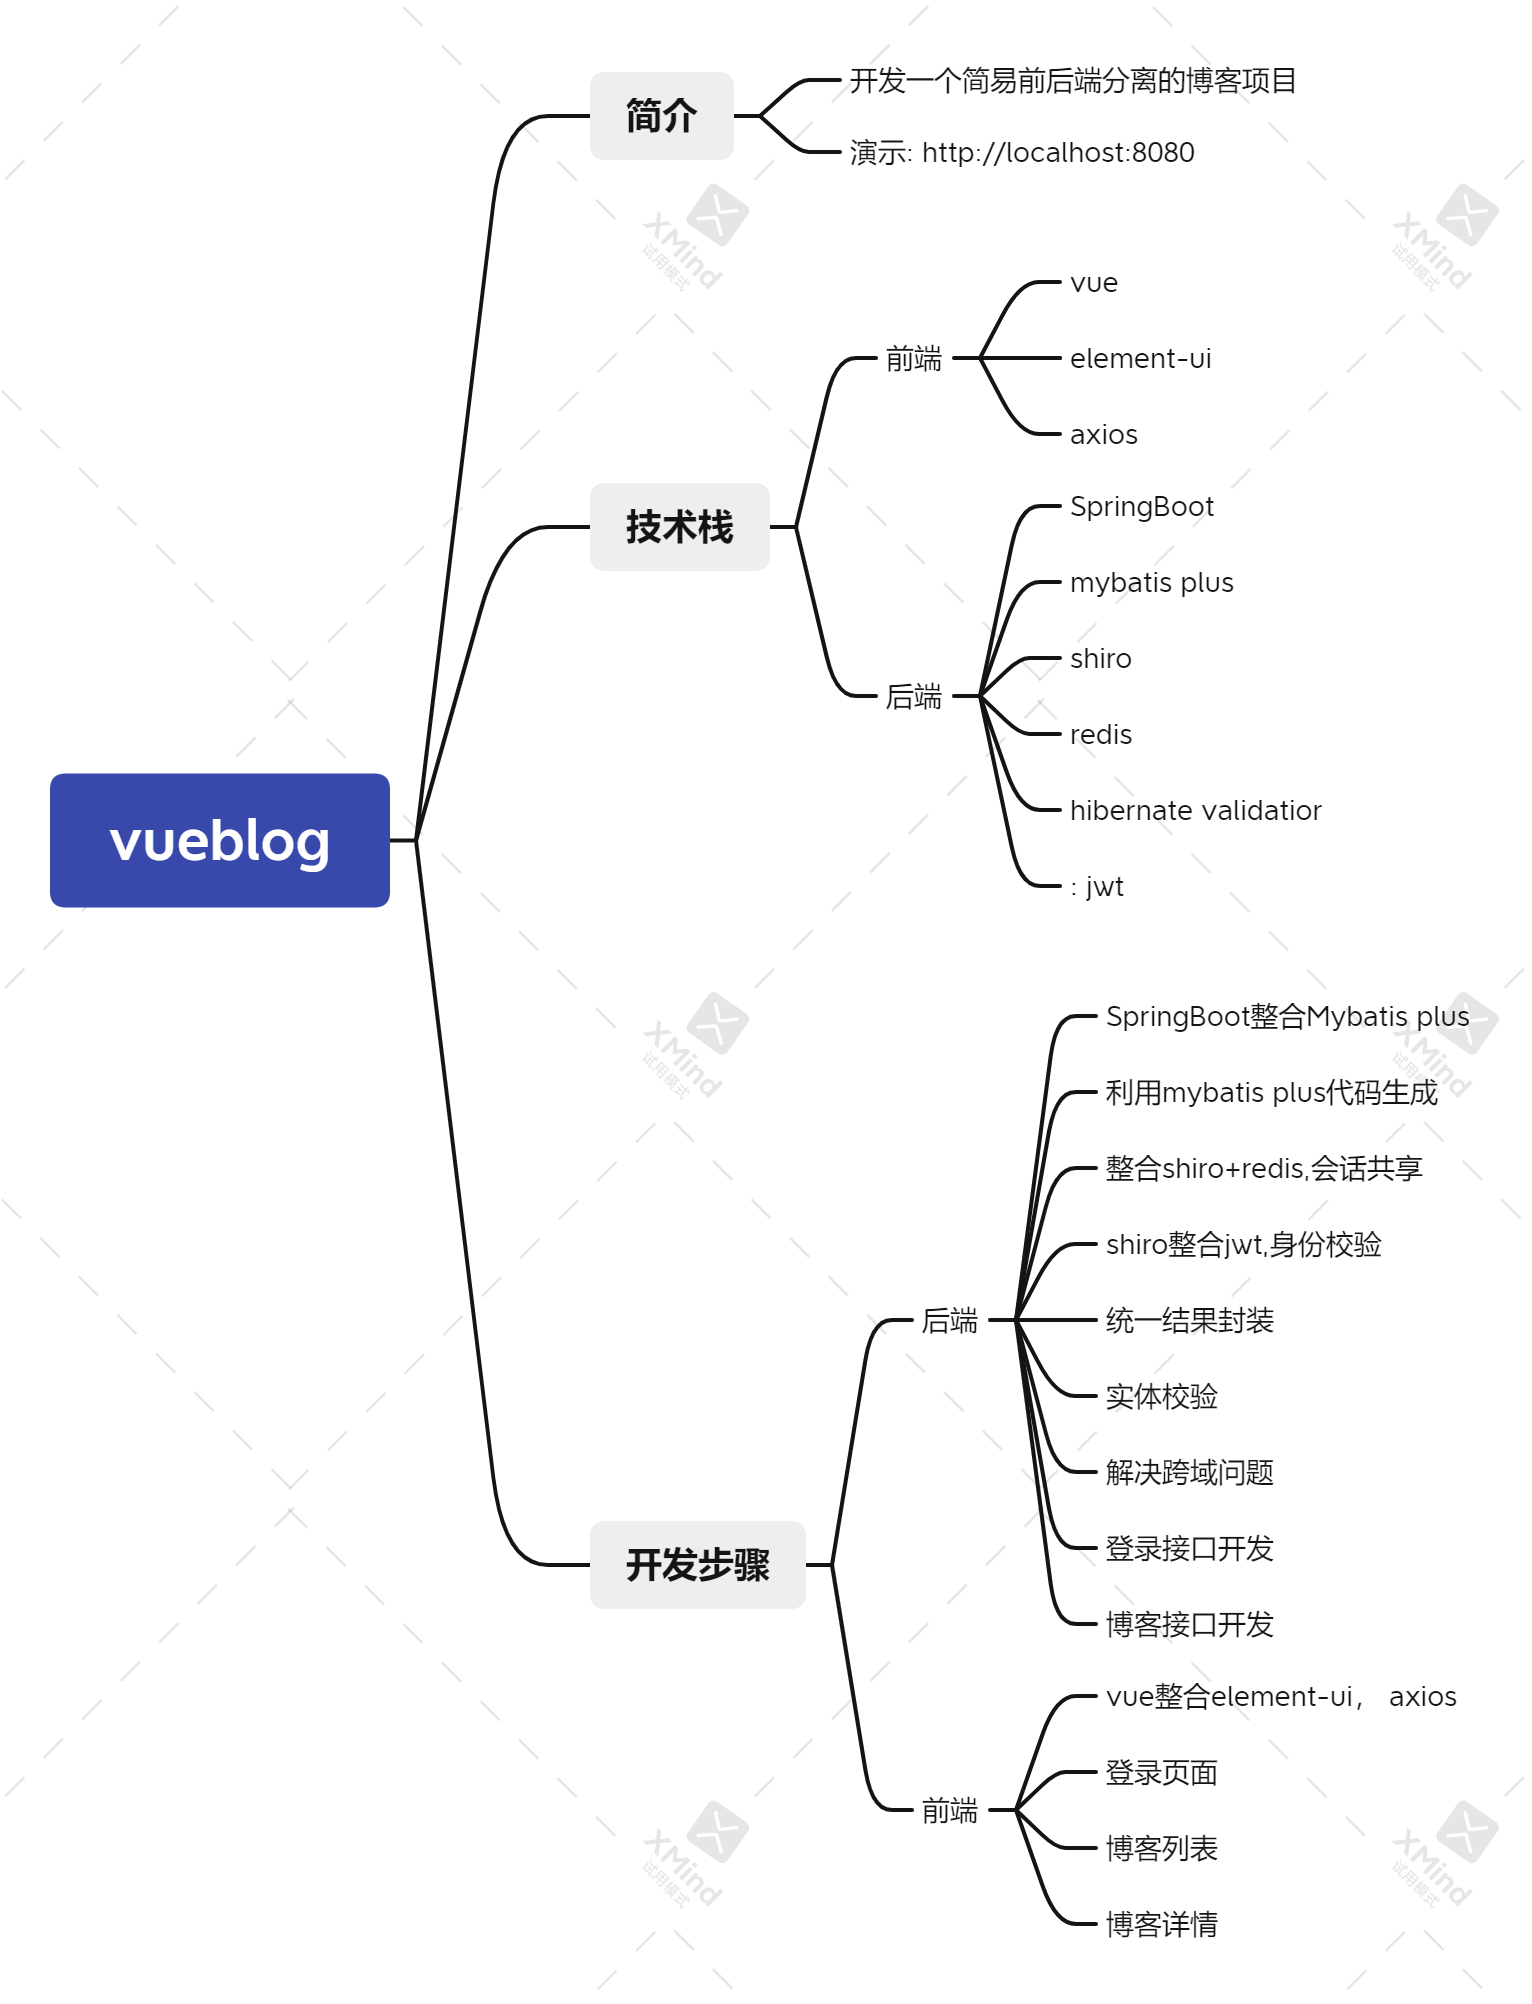 vueblog
简介
开发一个简易前后端分离的博客项目
演示: http://localhost:8080
技术栈
前端
vue
element-ui
axios
后端
SpringBoot
mybatis plus
shiro
redis
hibernate validatior
: jwt
开发步骤
后端
SpringBoot整合Mybatis plus
利用mybatis plus代码生成
整合shiro+redis,会话共享
shiro整合jwt,身份校验
统一结果封装
实体校验
解决跨域问题
登录接口开发
博客接口开发
前端
vue整合element-ui， axios
登录页面
博客列表
博客详情
XMind
试用模式
XMind
试用模式
XMind
试用模式
XMind
试用模式
XMind
试用模式
XMind
试用模式